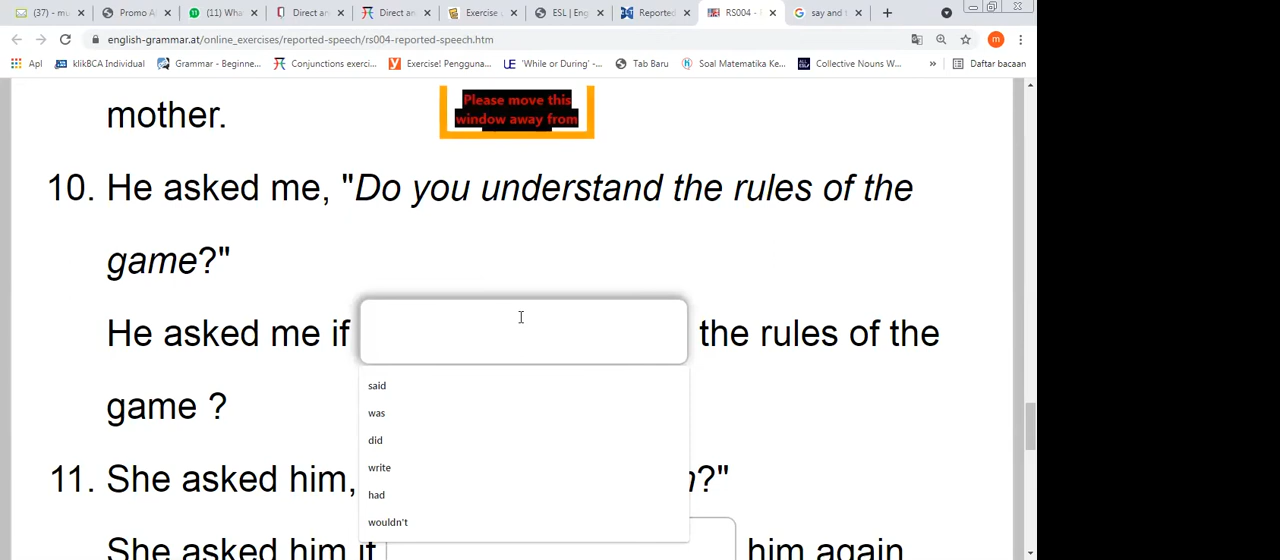 (37) - mu
Promo A
(11) Wha
Direct an
Direct an
Exercise
ESL | Eng
Reported
RS004 -
say and t
english-grammar.at/online_exercises/reported-speech/rs004-reported-speech.htm
m
Apl
klikBCA Individual
Grammar - Beginne...
Conjunctions exerci...
Exercise! Pengguna...
'While or During' -...
Tab Baru
Soal Matematika Ke...
Collective Nouns W...
»
Daftar bacaan
mother.
Please move this
window away from
10. He asked me, "Do you understand the rules of the
game?"
He asked me if the rules of the
game ?
said
was
did
write
had
wouldn't
11. She asked him, ?"
She asked him if him again